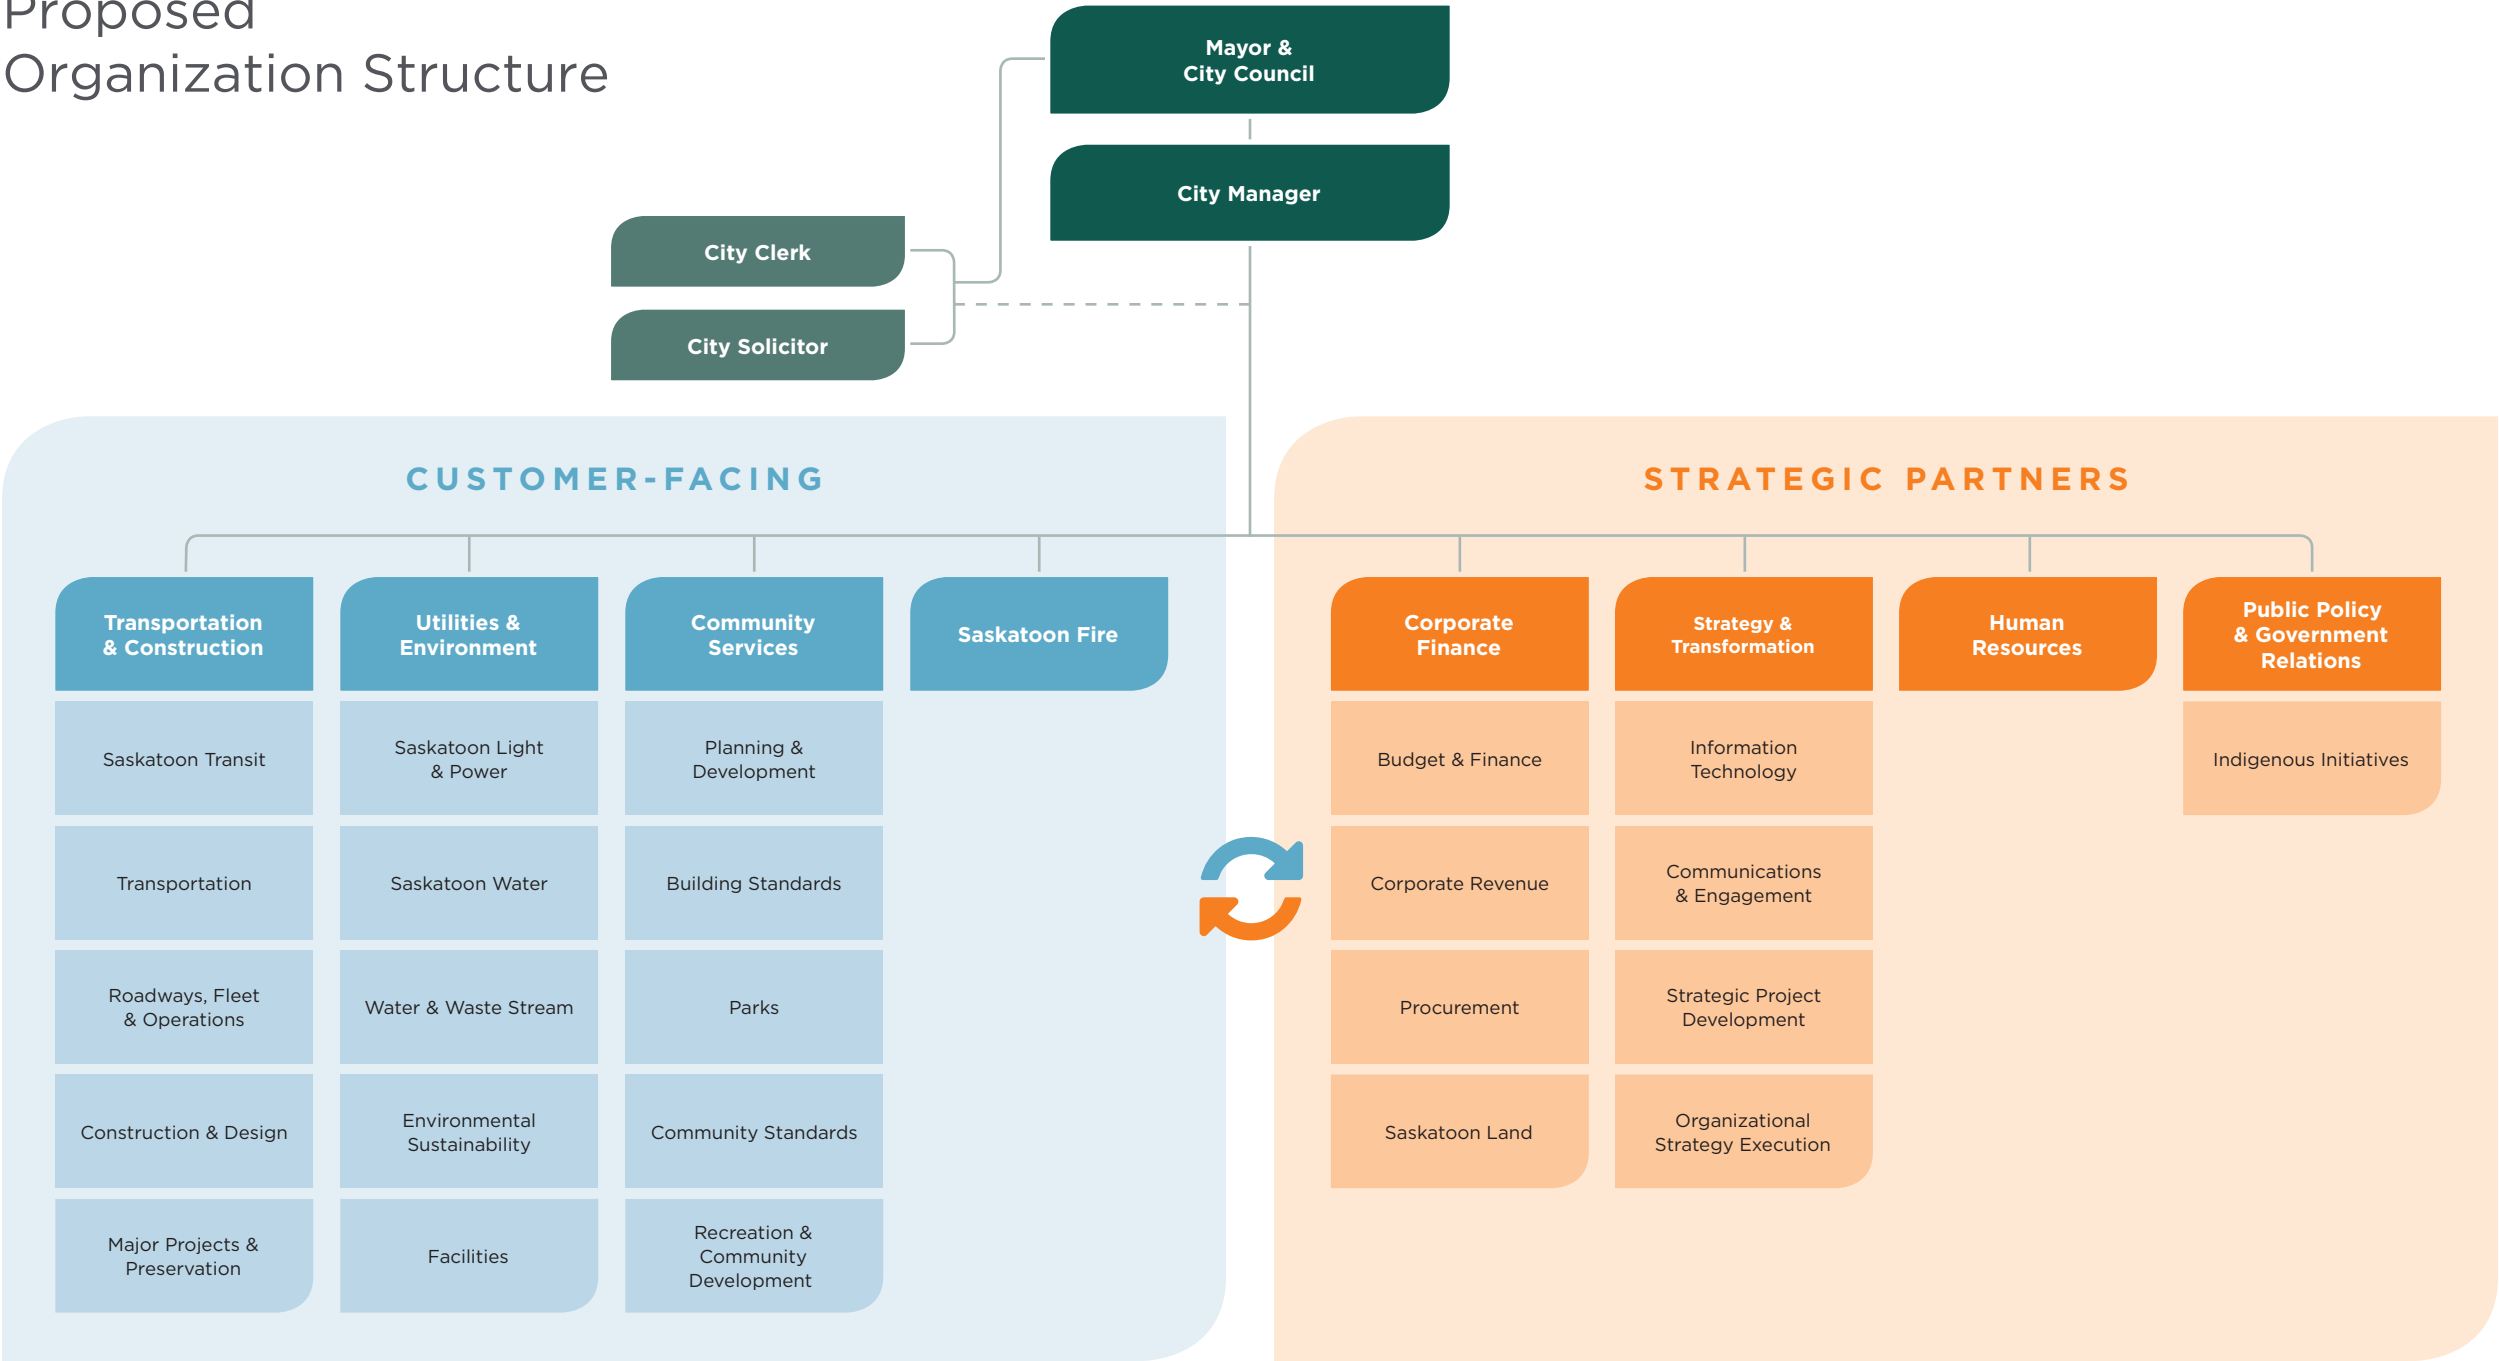 Proposed
Organization Structure
Mayor &
City Council
City Manager
City Clerk
City Solicitor
CUSTOMER-FACING
Transportation
& Construction
Saskatoon Transit
Transportation
Roadways, Fleet
& Operations
Construction & Design
Major Projects &
Preservation
Utilities &
Environment
Saskatoon Light
& Power
Saskatoon Water
Water & Waste Stream
Environmental
Sustainability
Facilities
Community
Services
Planning &
Development
Building Standards
Parks
Community Standards
Recreation &
Community
Development
Saskatoon Fire
STRATEGIC PARTNERS
Corporate
Finance
Budget & Finance
Corporate Revenue
Procurement
Saskatoon Land
Strategy &
Transformation
Information
Technology
Communications
& Engagement
Strategic Project
Development
Organizational
Strategy Execution
Human
Resources
Public Policy
& Government
Relations
Indigenous Initiatives